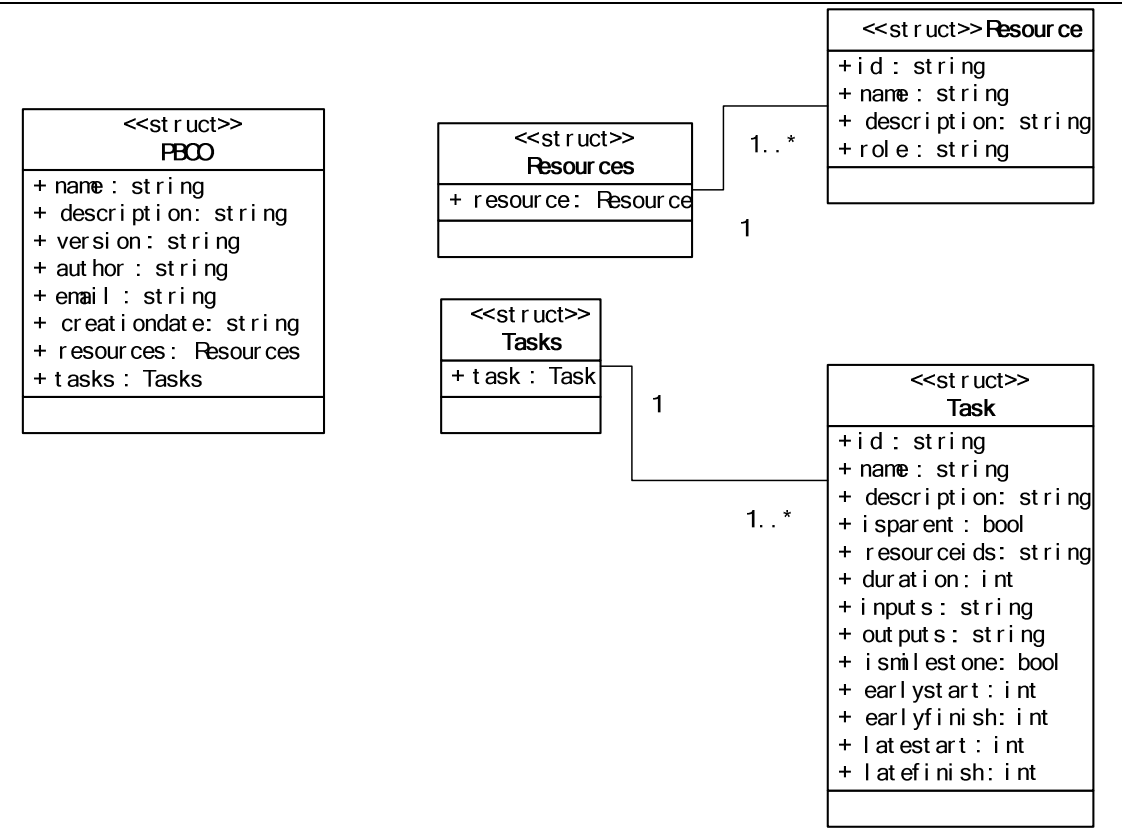 <<struct>>
PBCO
+ name : string
+ description: string
+ version: string
+ author : string
+ email : string
+ creationdate: string
+ resources: Resources
+ tasks : Tasks
<<struct>>
Resources
+ resource: Resource
1
1..*
<<struct>>Resource
+id : string
+ name : string
+ description: string
+ role : string
<<struct>>
Tasks
+ task : Task
1
1..*
<<struct>>
Task
+id : string
+ name : string
+ description: string
+ isparent : bool
+ resourceids: string
+ duration: int
+ inputs: string
+ outputs: string
+ ismilestone: bool
+ earlystart : int
+ earlyfinish: int
+ latestart : int
+ latefinish: int